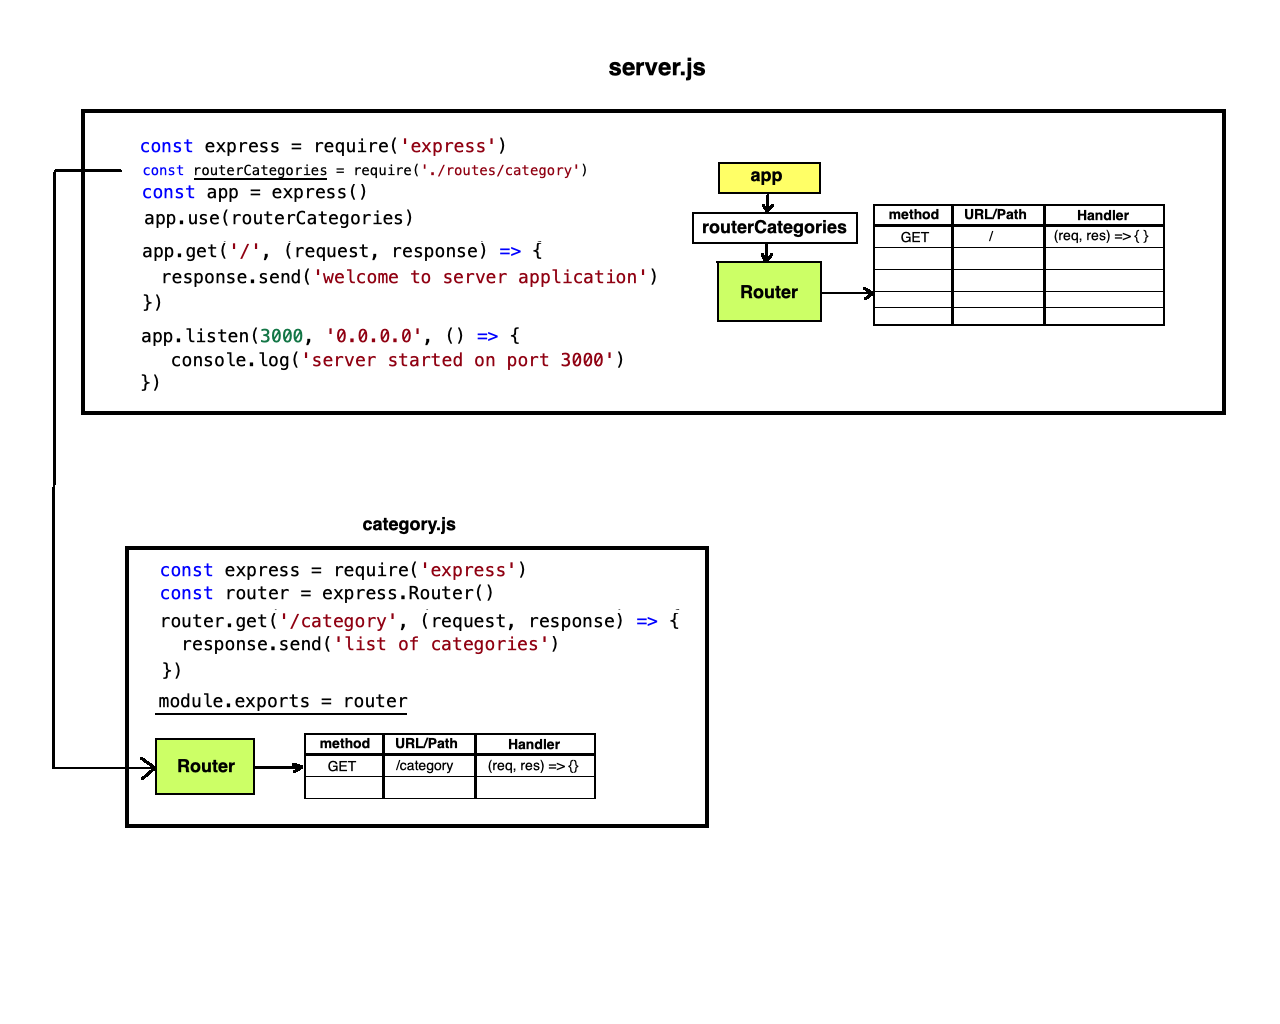 server.js
const express = require('express')
const routerCategories = require('./routes/category')
const app = express()
app.use(routerCategories)
app.get('/', (request, response) => {
response.send('welcome to server application')
})
app.listen(3000, '0.0.0.0', () => {
console.log('server started on port 3000')
})
app
routerCategories
Router
method URL/Path Handler
GET / (req, res) => { }
category.js
const express = require('express')
const router = express.Router()
router.get('/category', (request, response) => {
response.send('list of categories')
})
module.exports = router
Router
method URL/Path Handler
GET /category (req, res) => {}